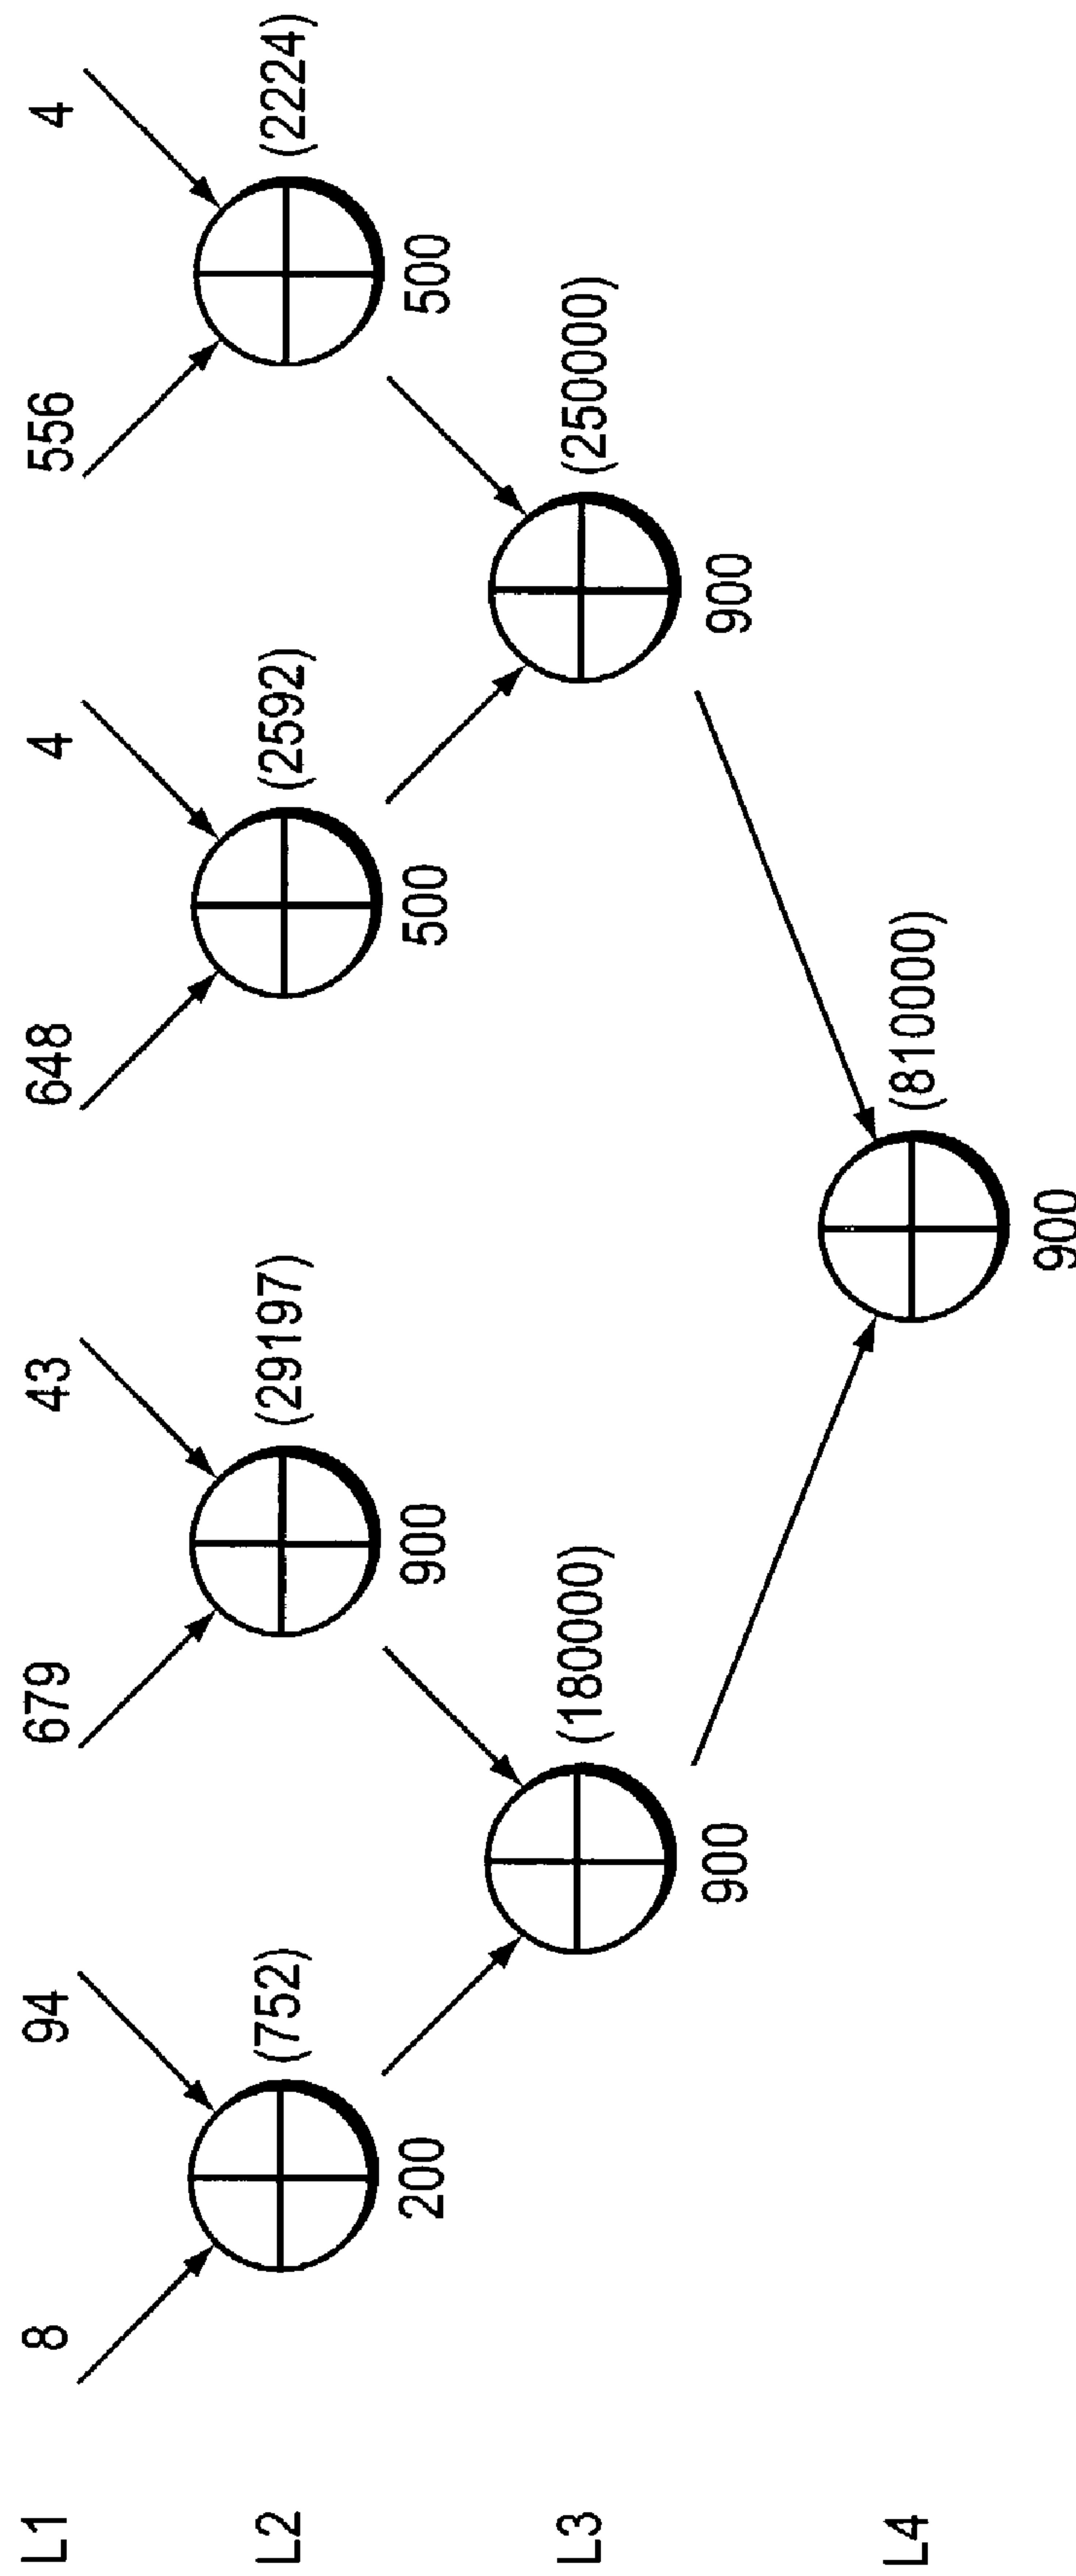 L1 8 94 679 43 648 4 556 4
L2 (752) (29197) (2592) (2224)
200 900 500 500
L3 (180000) (250000)
900 900
L4 (810000)
900